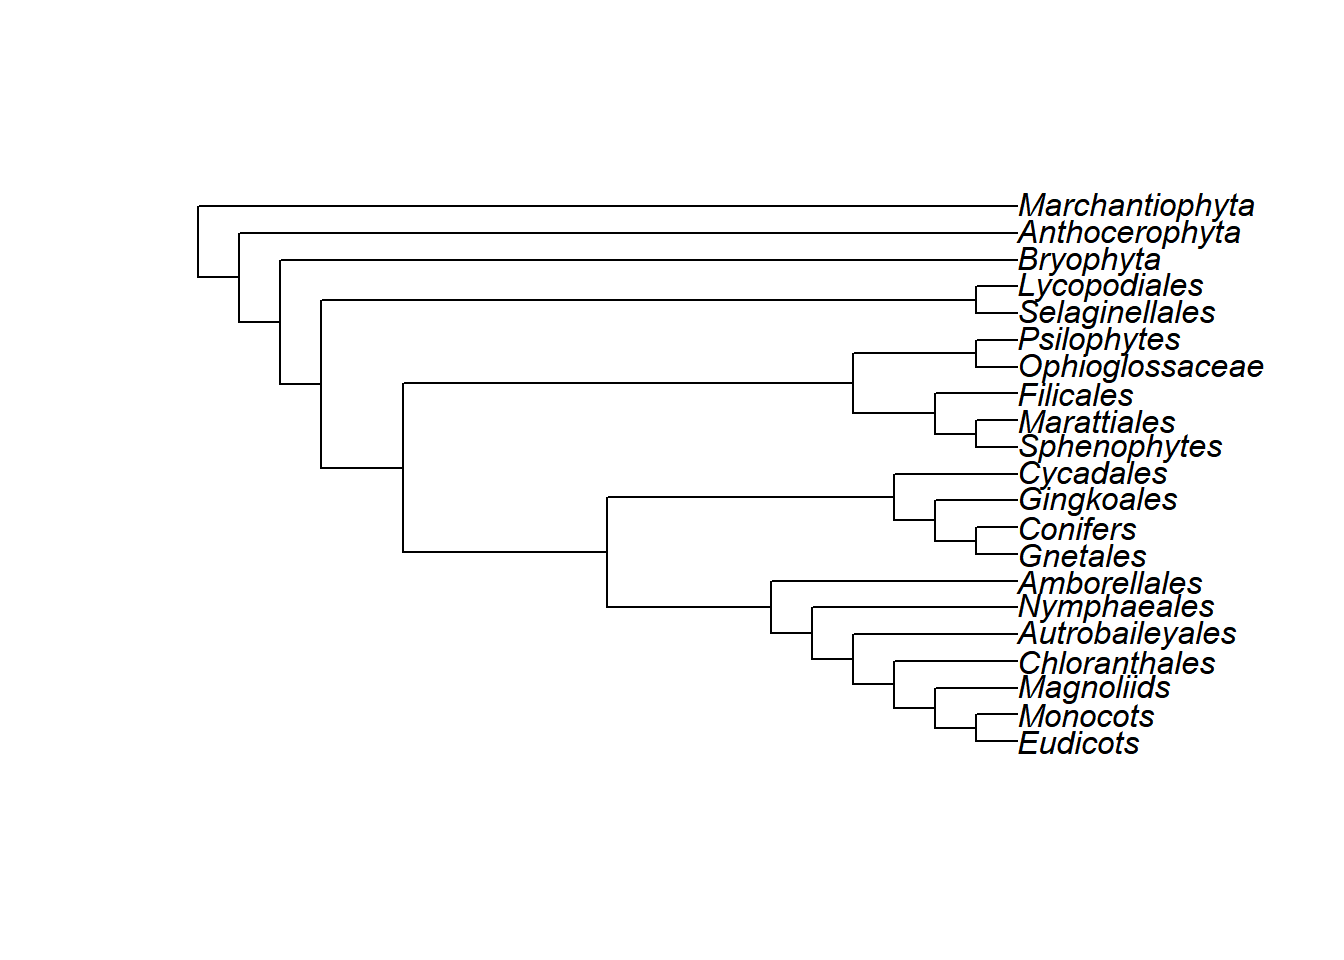 Marchantiophyta
Anthocerophyta
Bryophyta
Lycopodiales
Selaginellales
Psilophytes
Ophioglossaceae
Filicales
Marattiales
Sphenophytes
Cycadales
Gingkoales
Conifers
Gnetales
Amborellales
Nymphaeales
Autrobaileyales
Chloranthales
Magnoliids
Monocots
Eudicots